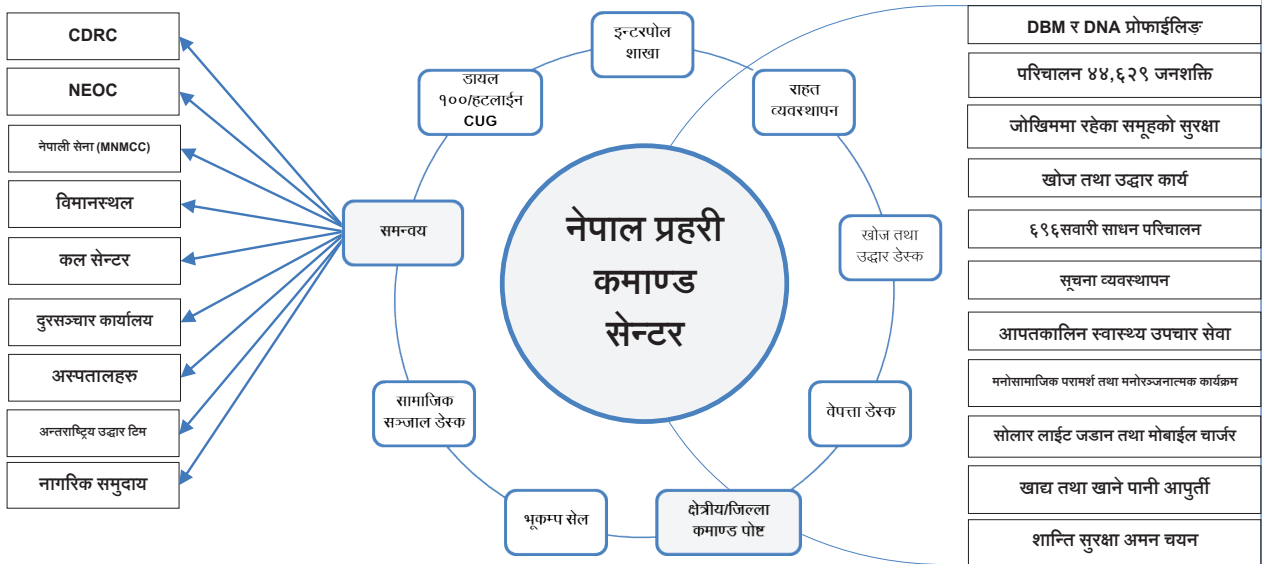 CDRC
NEOC
नेपाली सेना (MNMCC)
विमानस्थल
कल सेन्टर
दुरसञ्चार कार्यालय
अस्पतालहरु
अन्तराष्ट्रिय उद्धार टिम
नागरिक समुदाय
समन्वय
डायल
१००/हटलाईन
CUG
इन्टरपोल
शाखा
राहत
व्यवस्थापन
खोज तथा
उद्धार डेस्क
वेपत्ता डेस्क
क्षेत्रीय/जिल्ला
कमाण्ड पोष्ट
भूकम्प सेल
सामाजिक
सञ्जाल डेस्क
नेपाल प्रहरी
कमाण्ड
सेन्टर
DBM र DNA प्रोफाईलिङ
परिचालन ४४,६२९ जनशक्ति
जोखिममा रहेका समूहको सुरक्षा
खोज तथा उद्धार कार्य
६९६सवारी साधन परिचालन
सूचना व्यवस्थापन
आपतकालिन स्वास्थ्य उपचार सेवा
मनोसामाजिक परामर्श तथा मनोरञ्जनात्मक कार्यक्रम
सोलार लाईट जडान तथा मोबाईल चार्जर
खाद्य तथा खाने पानी आपुर्ती
शान्ति सुरक्षा अमन चयन